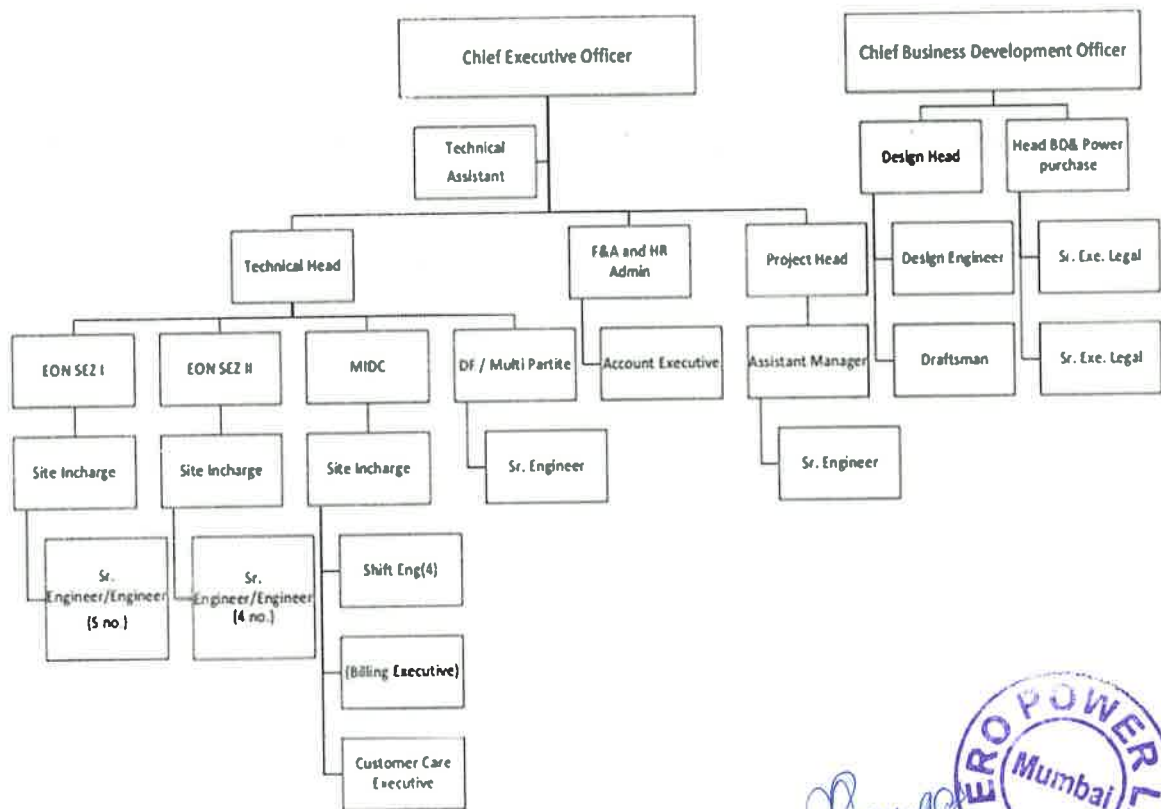 Chief Executive Officer
Chief Business Development Officer
Technical
Assistant
Design Head
Head BD& Power
purchase
Technical Head
F&A and HR
Admin
Project Head
Design Engineer
Sr. Exe. Legal
EON SEZ I
EON SEZ II
MIDC
DF / Multi Partite
Account Executive
Assistant Manager
Draftsman
Sr. Exe. Legal
Site Incharge
Site Incharge
Site Incharge
Sr. Engineer
Sr. Engineer
Sr.
Engineer/Engineer
(5 no.)
Sr.
Engineer/Engineer
(4 no.)
Shift Eng(4)
(Billing Executive)
Customer Care
Executive
ERO POWER L
Mumbai